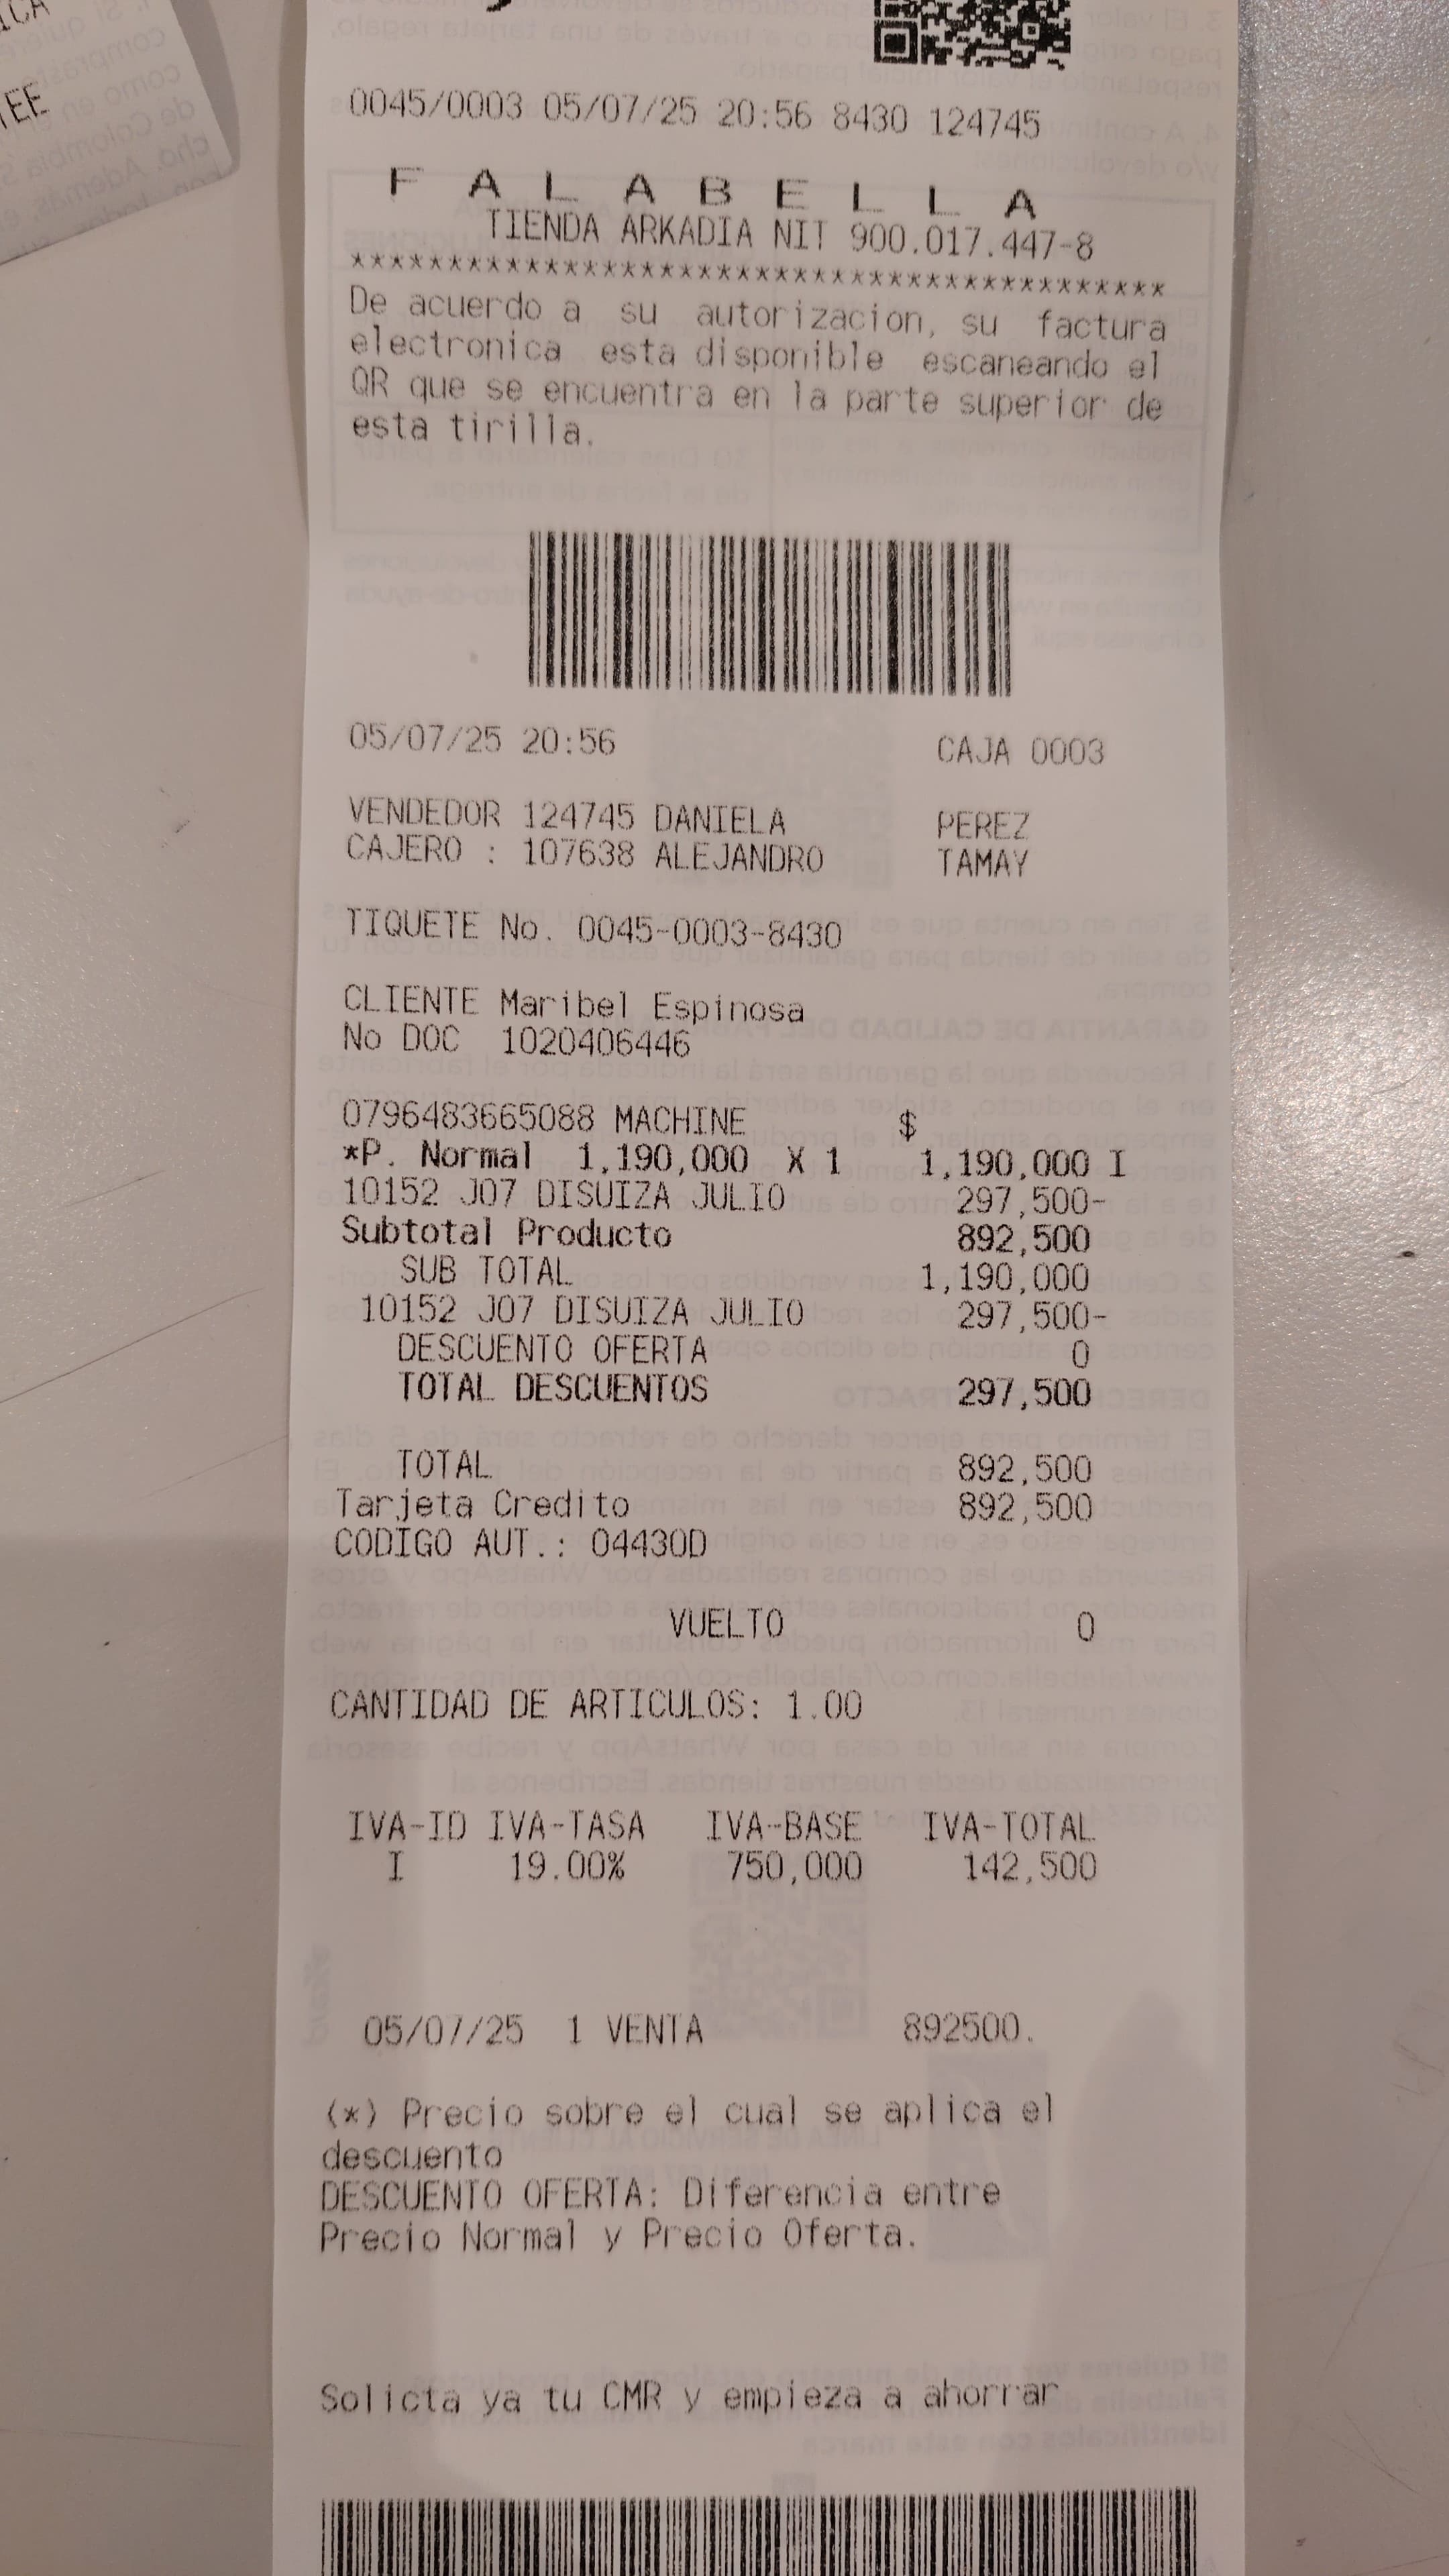 0045/0003 05/07/25 20:56 8430 124745
F A L A B E L L A
TIENDA ARKADIA NIT 900.017.447-8
******************************************
De acuerdo a su autorizacion, su factura
electronica esta disponible escaneando el
QR que se encuentra en la parte superior de
esta tirilla.
05/07/25 20:56 CAJA 0003
VENDEDOR 124745 DANIELA PEREZ
CAJERO : 107638 ALEJANDRO TAMAY
TIQUETE No. 0045-0003-8430
CLIENTE Maribel Espinosa
No DOC 1020406446
0796483665088 MACHINE $
*P. Normal 1,190,000 X 1 1,190,000 I
10152 J07 DISUIZA JULIO 297,500-
Subtotal Producto 892,500
SUB TOTAL 1,190,000
10152 J07 DISUIZA JULIO 297,500-
DESCUENTO OFERTA 0
TOTAL DESCUENTOS 297,500
TOTAL 892,500
Tarjeta Credito 892,500
CODIGO AUT.: 04430D
VUELTO 0
CANTIDAD DE ARTICULOS: 1.00
IVA-ID IVA-TASA IVA-BASE IVA-TOTAL
I 19.00% 750,000 142,500
05/07/25 1 VENTA 892500.
(*) Precio sobre el cual se aplica el
descuento
DESCUENTO OFERTA: Diferencia entre
Precio Normal y Precio Oferta.
Solicta ya tu CMR y empieza a ahorrar